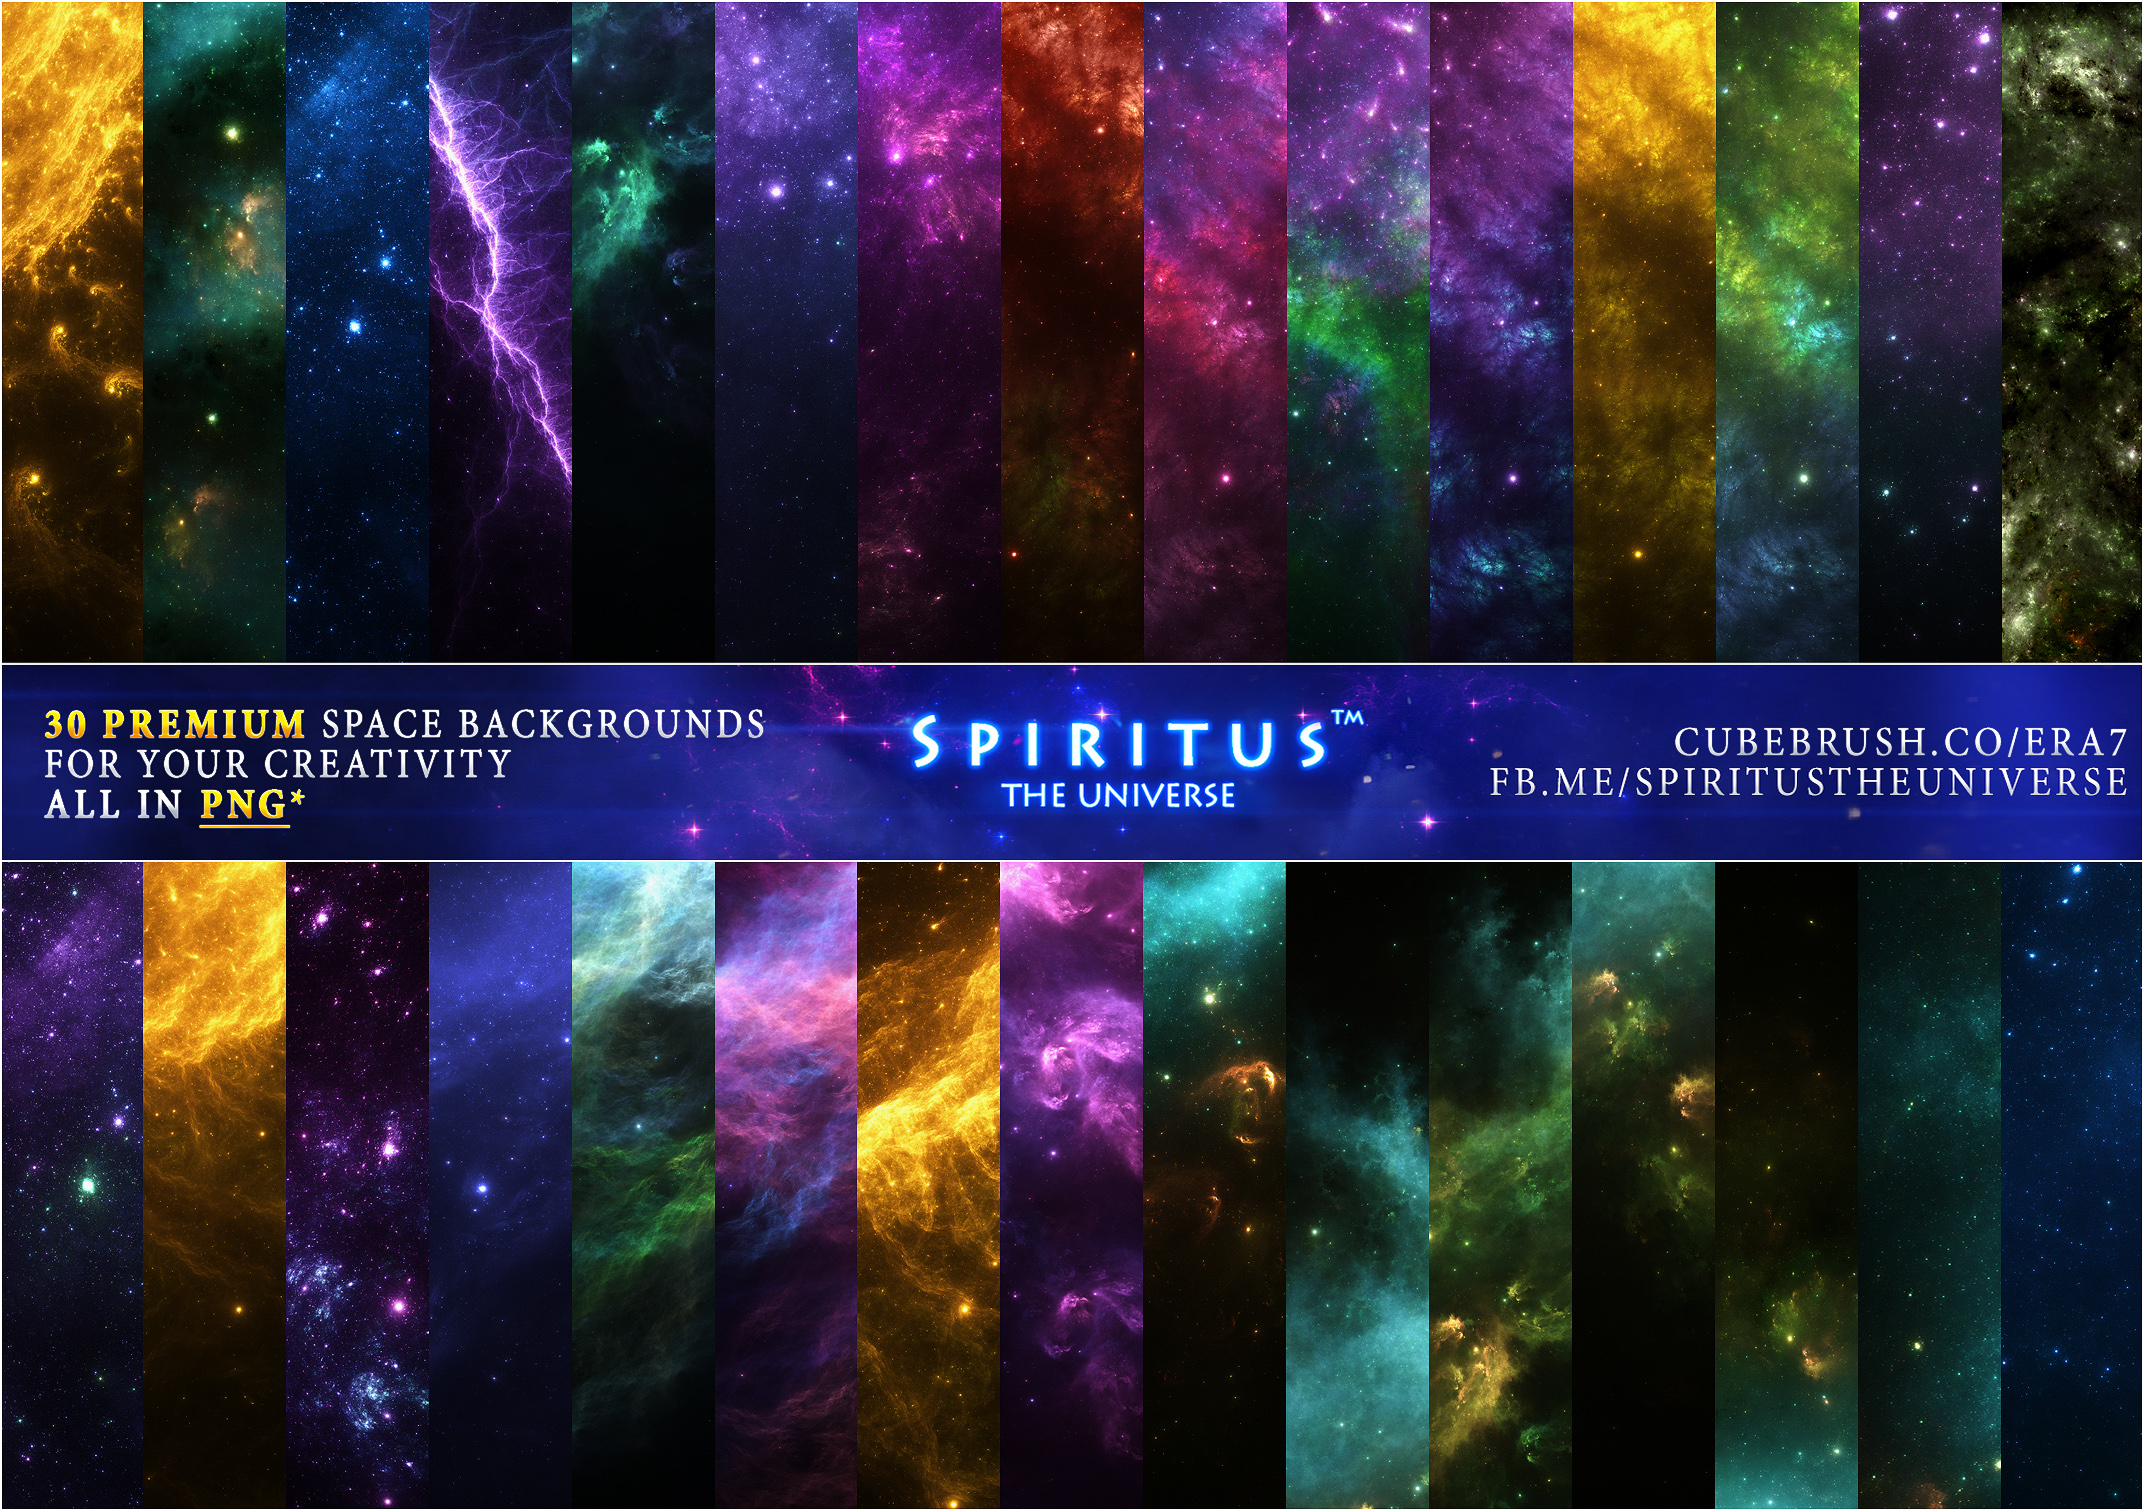 30 PREMIUM SPACE BACKGROUNDS
FOR YOUR CREATIVITY
ALL IN PNG*
SPIRITUS™
THE UNIVERSE
CUBEBRUSH.CO/ERA7
FB.ME/SPIRITUSTHEUNIVERSE